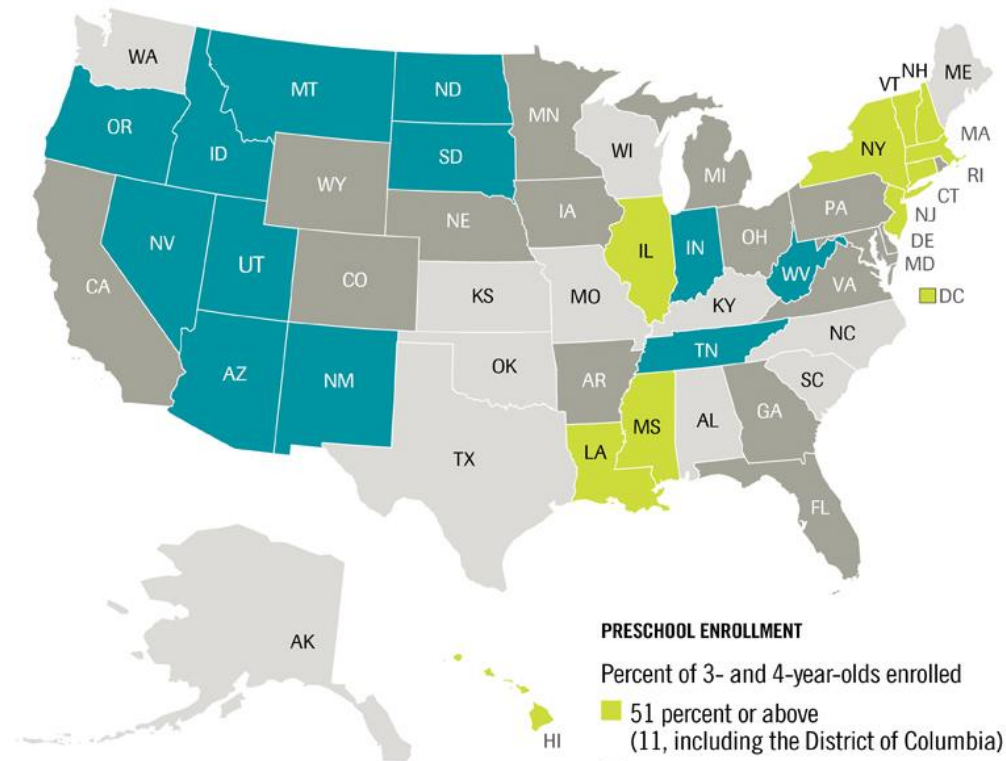 WA
MT
ND
MN
VT
NH
ME
OR
ID
SD
WI
NY
MA
MI
RI
WY
CT
IA
PA
NE
NJ
NV
OH
DE
IL
IN
UT
MD
CO
WV
CA
VA
DC
KS
MO
KY
NC
TN
OK
AZ
NM
AR
SC
MS
AL
GA
LA
TX
FL
AK
HI
PRESCHOOL ENROLLMENT
Percent of 3- and 4-year-olds enrolled
51 percent or above
(11, including the District of Columbia)